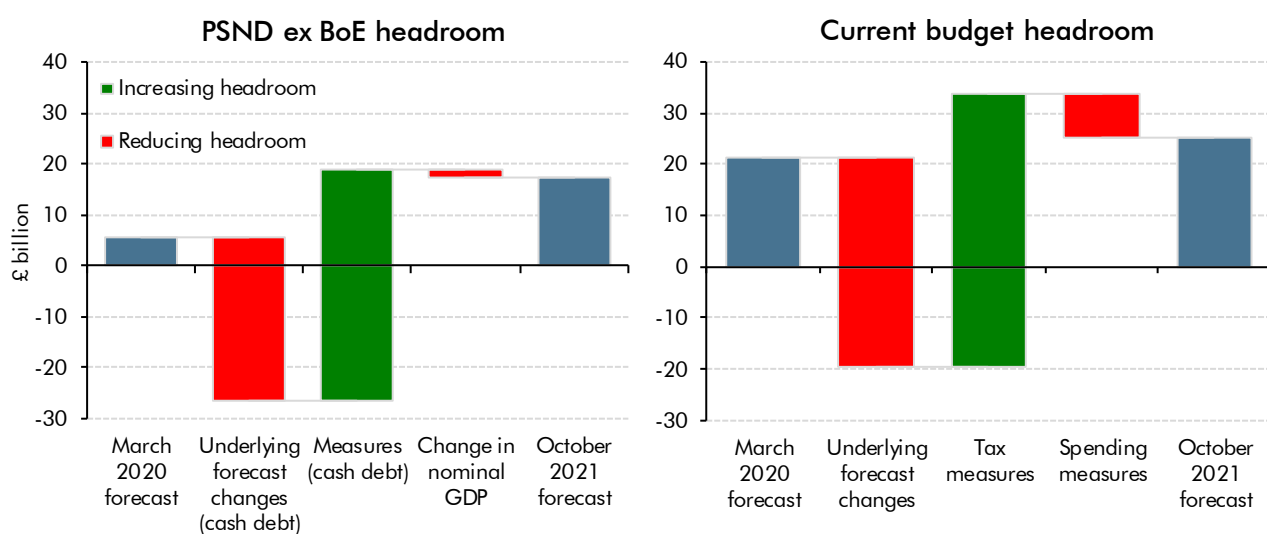 PSND ex BoE headroom
£ billion
40
30
20
10
0
-10
-20
-30
Increasing headroom
Reducing headroom
March
2020
forecast
Underlying
forecast
changes
(cash debt)
Measures
(cash debt)
Change in
nominal
GDP
October
2021
forecast
Current budget headroom
40
30
20
10
0
-10
-20
-30
March
2020
forecast
Underlying
forecast
changes
Tax
measures
Spending
measures
October
2021
forecast